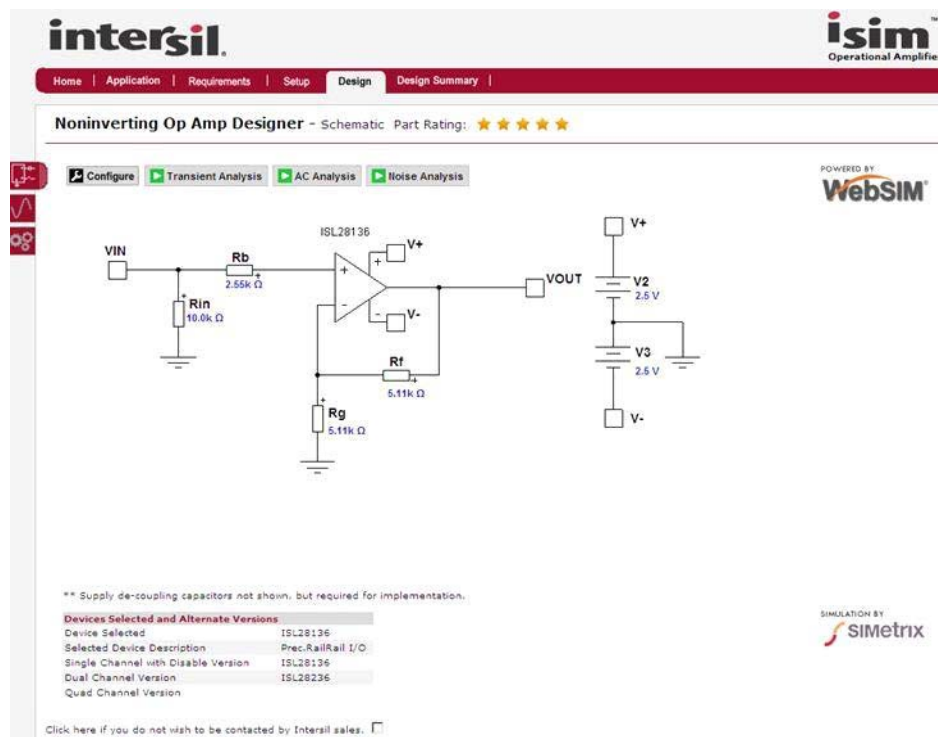 intersil.
isim™
Operational Amplifie
Home | Application | Requirements | Setup Design Design Summary |
Noninverting Op Amp Designer - Schematic Part Rating:
Configure Transient Analysis AC Analysis Noise Analysis
POWERED BY
WebSIM®
ISL28136
V+
V+
VIN
Rb
2.55k Ω
+
+
+
VOUT
V2
2.5 V
Rin
+
10.0k Ω
-
-
V-
V3
2.5 V
Rf
+
5.11k Ω
+
Rg
5.11k Ω
V-
** Supply de-coupling capacitors not shown, but required for implementation.
Devices Selected and Alternate Versions
Device Selected ISL28136
Selected Device Description Prec.RailRail I/O
Single Channel with Disable Version ISL28136
Dual Channel Version ISL28236
Quad Channel Version
SIMULATION BY
SIMetrix
Click here if you do not wish to be contacted by Intersil sales.